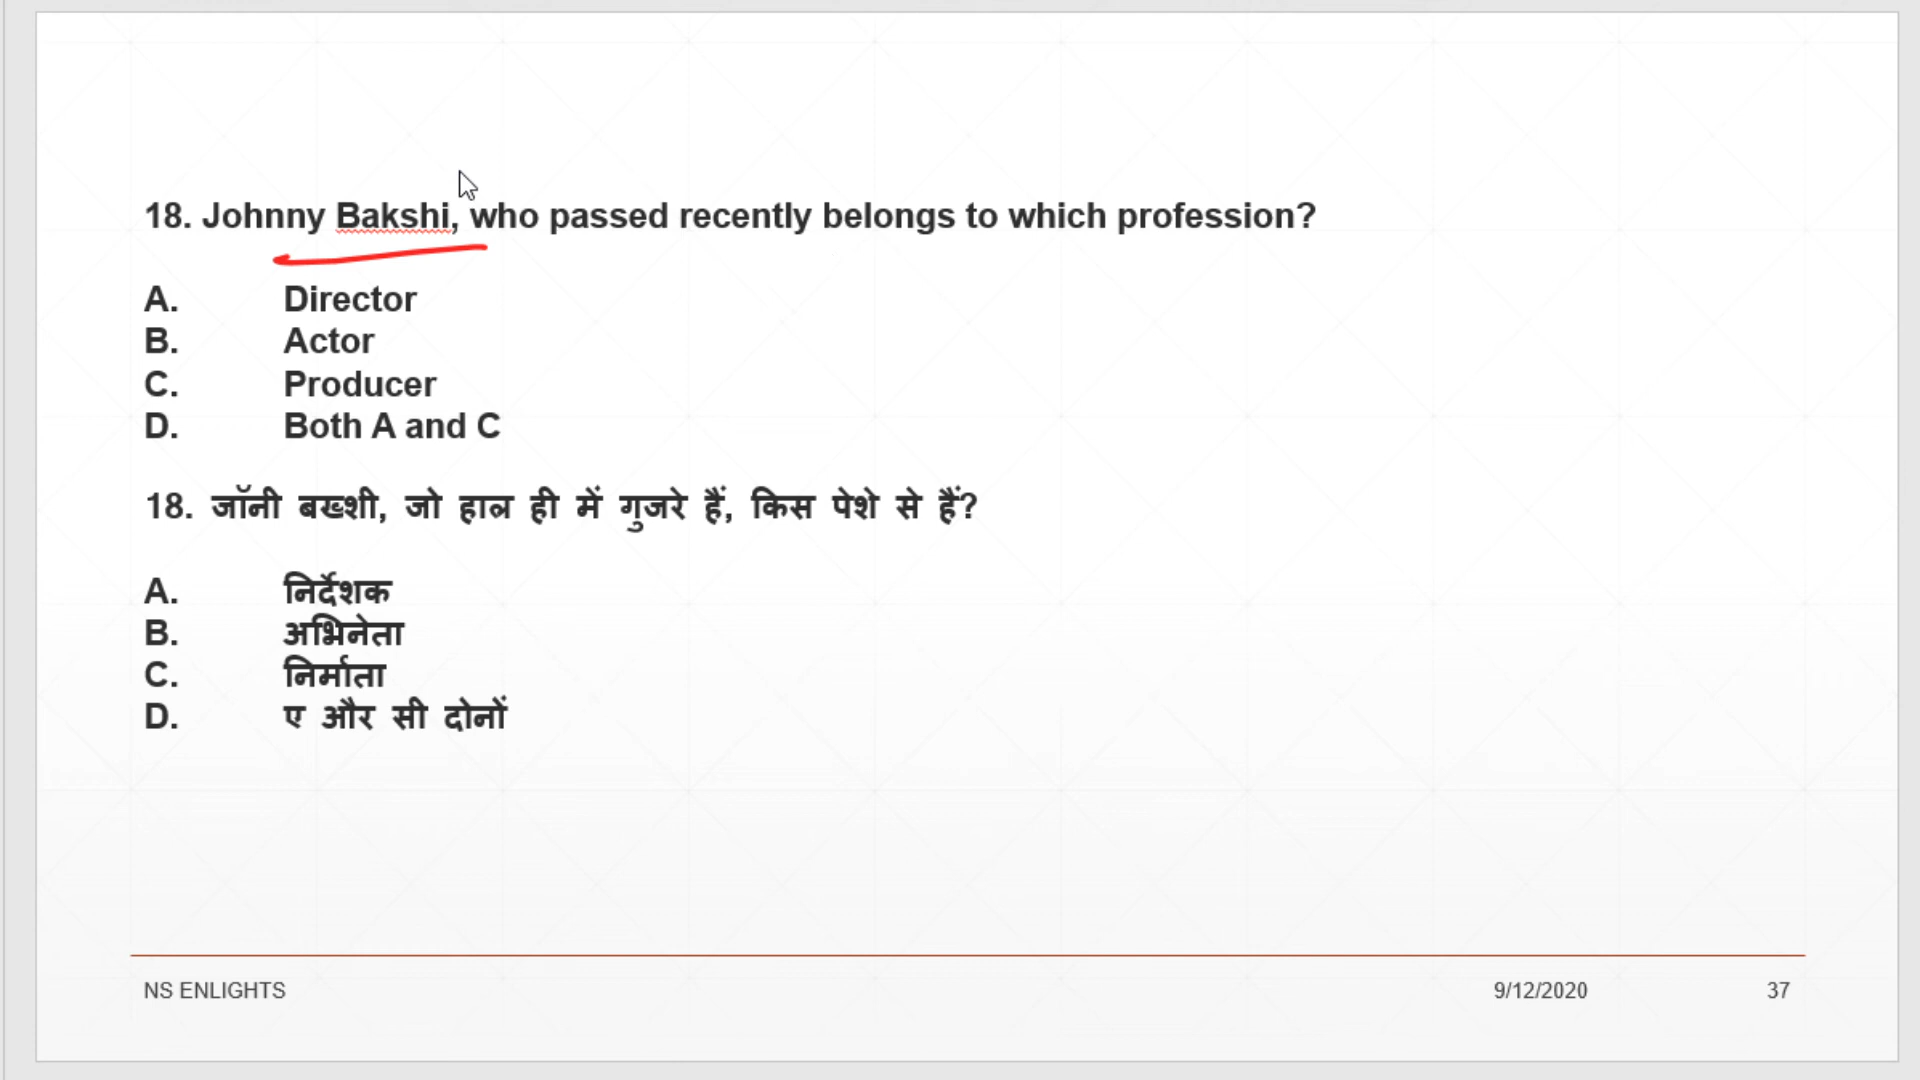 18. Johnny Bakshi, who passed recently belongs to which profession?
A. Director
B. Actor
C. Producer
D. Both A and C
18. जॉनी बख्शी, जो हाल ही में गुजरे हैं, किस पेशे से हैं?
A. निर्देशक
B. अभिनेता
C. निर्माता
D. ए और सी दोनों
NS ENLIGHTS 9/12/2020 37